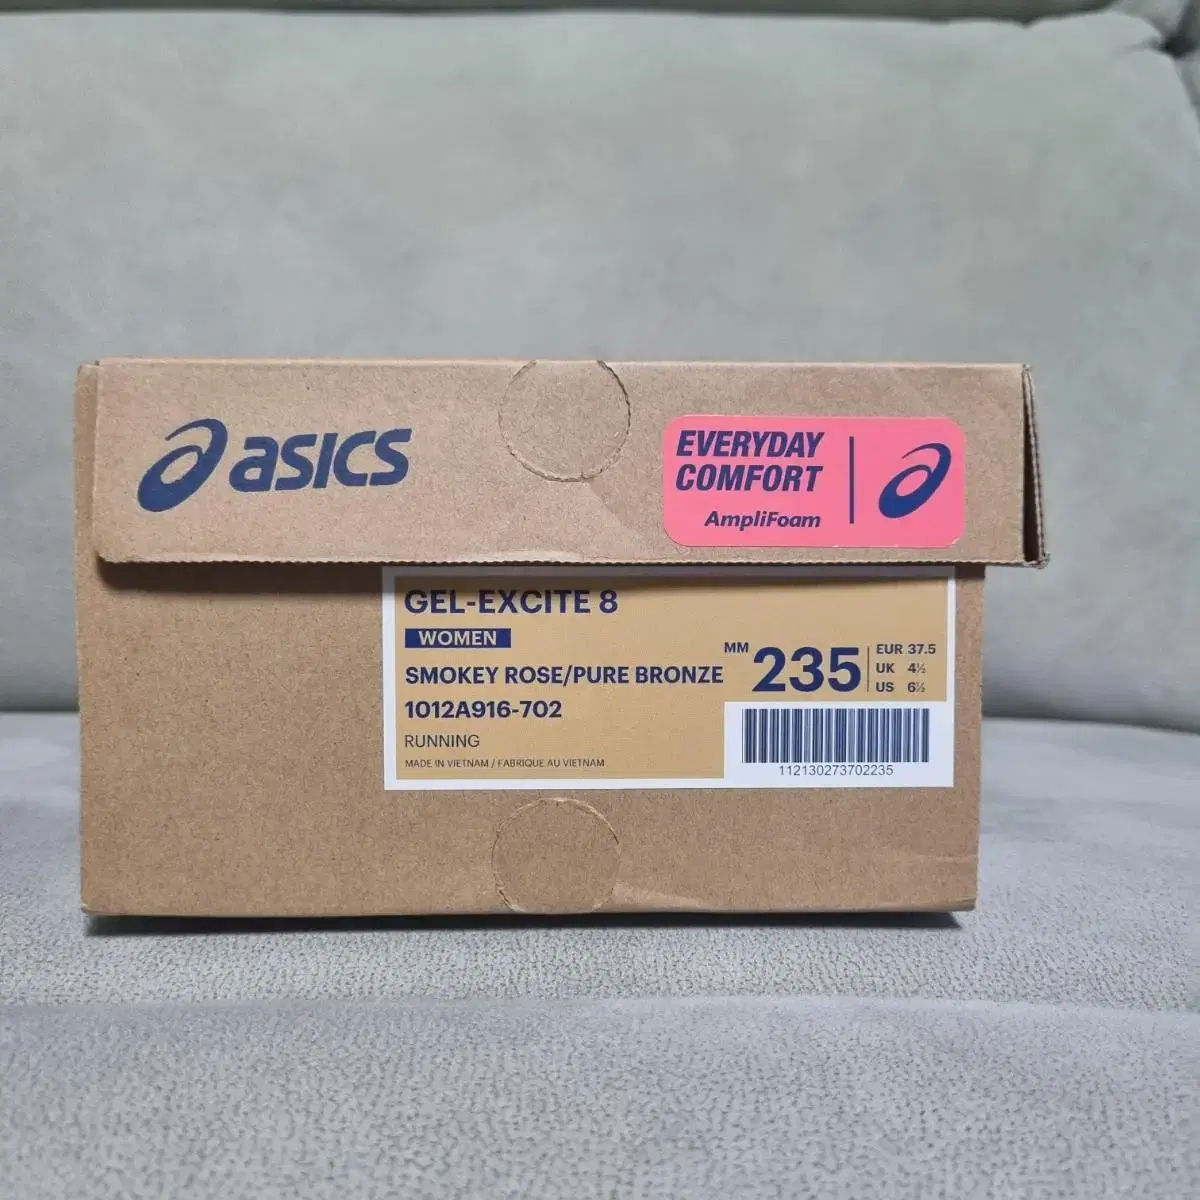 asics
EVERYDAY
COMFORT
AmpliFoam
GEL-EXCITE 8
WOMEN
SMOKEY ROSE/PURE BRONZE
1012A916-702
RUNNING
MADE IN VIETNAM / FABRIQUE AU VIETNAM
MM 235
EUR 37.5
UK 4½
US 6½
112130273702235